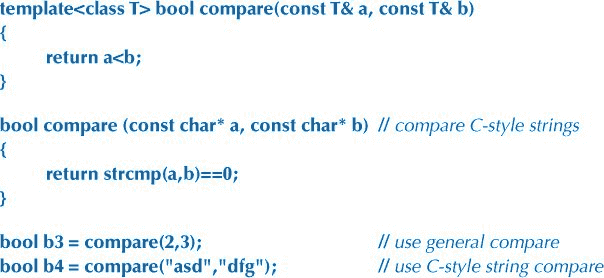 template<class T> bool compare(const T& a, const T& b)
{
return a<b;
}
bool compare (const char* a, const char* b) // compare C-style strings
{
return strcmp(a,b)==0;
}
bool b3 = compare(2,3); // use general compare
bool b4 = compare("asd","dfg"); // use C-style string compare